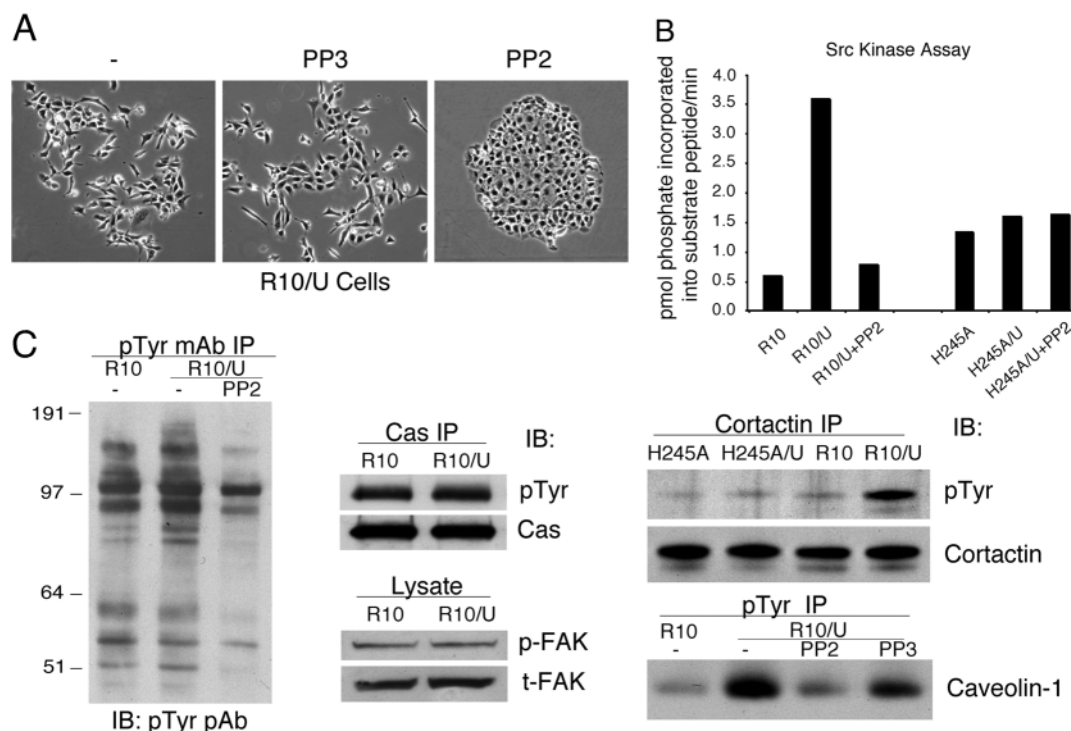 A
- PP3 PP2
R10/U Cells
B
Src Kinase Assay
pmol phosphate incorporated
into substrate peptide/min
4.0
3.5
3.0
2.5
2.0
1.5
1.0
0.5
0.0
R10 R10/U R10/U+PP2 H245A H245A/U H245A/U+PP2
C
pTyr mAb IP
R10 R10/U
- - PP2
191
97
64
51
IB: pTyr pAb
Cas IP IB:
R10 R10/U
pTyr
Cas
Lysate
R10 R10/U
p-FAK
t-FAK
Cortactin IP IB:
H245A H245A/U R10 R10/U
pTyr
Cortactin
pTyr IP
R10 R10/U
- - PP2 PP3
Caveolin-1